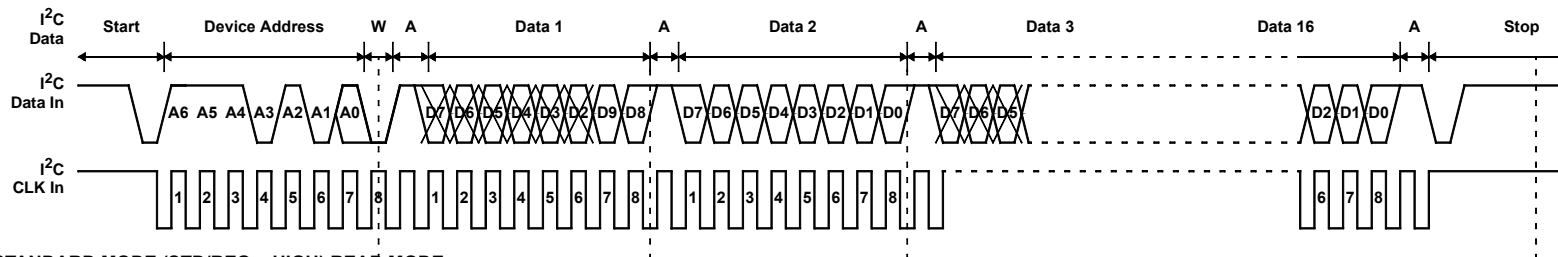 I2C Data Start Device Address W A Data 1 A Data 2 A Data 3 Data 16 A Stop
I2C Data In A6 A5 A4 A3 A2 A1 A0 D7 D6 D5 D4 D3 D2 D9 D8 D7 D6 D5 D4 D3 D2 D1 D0 D7 D6 D5 D2 D1 D0
I2C CLK In 1 2 3 4 5 6 7 8 1 2 3 4 5 6 7 8 1 2 3 4 5 6 7 8 6 7 8